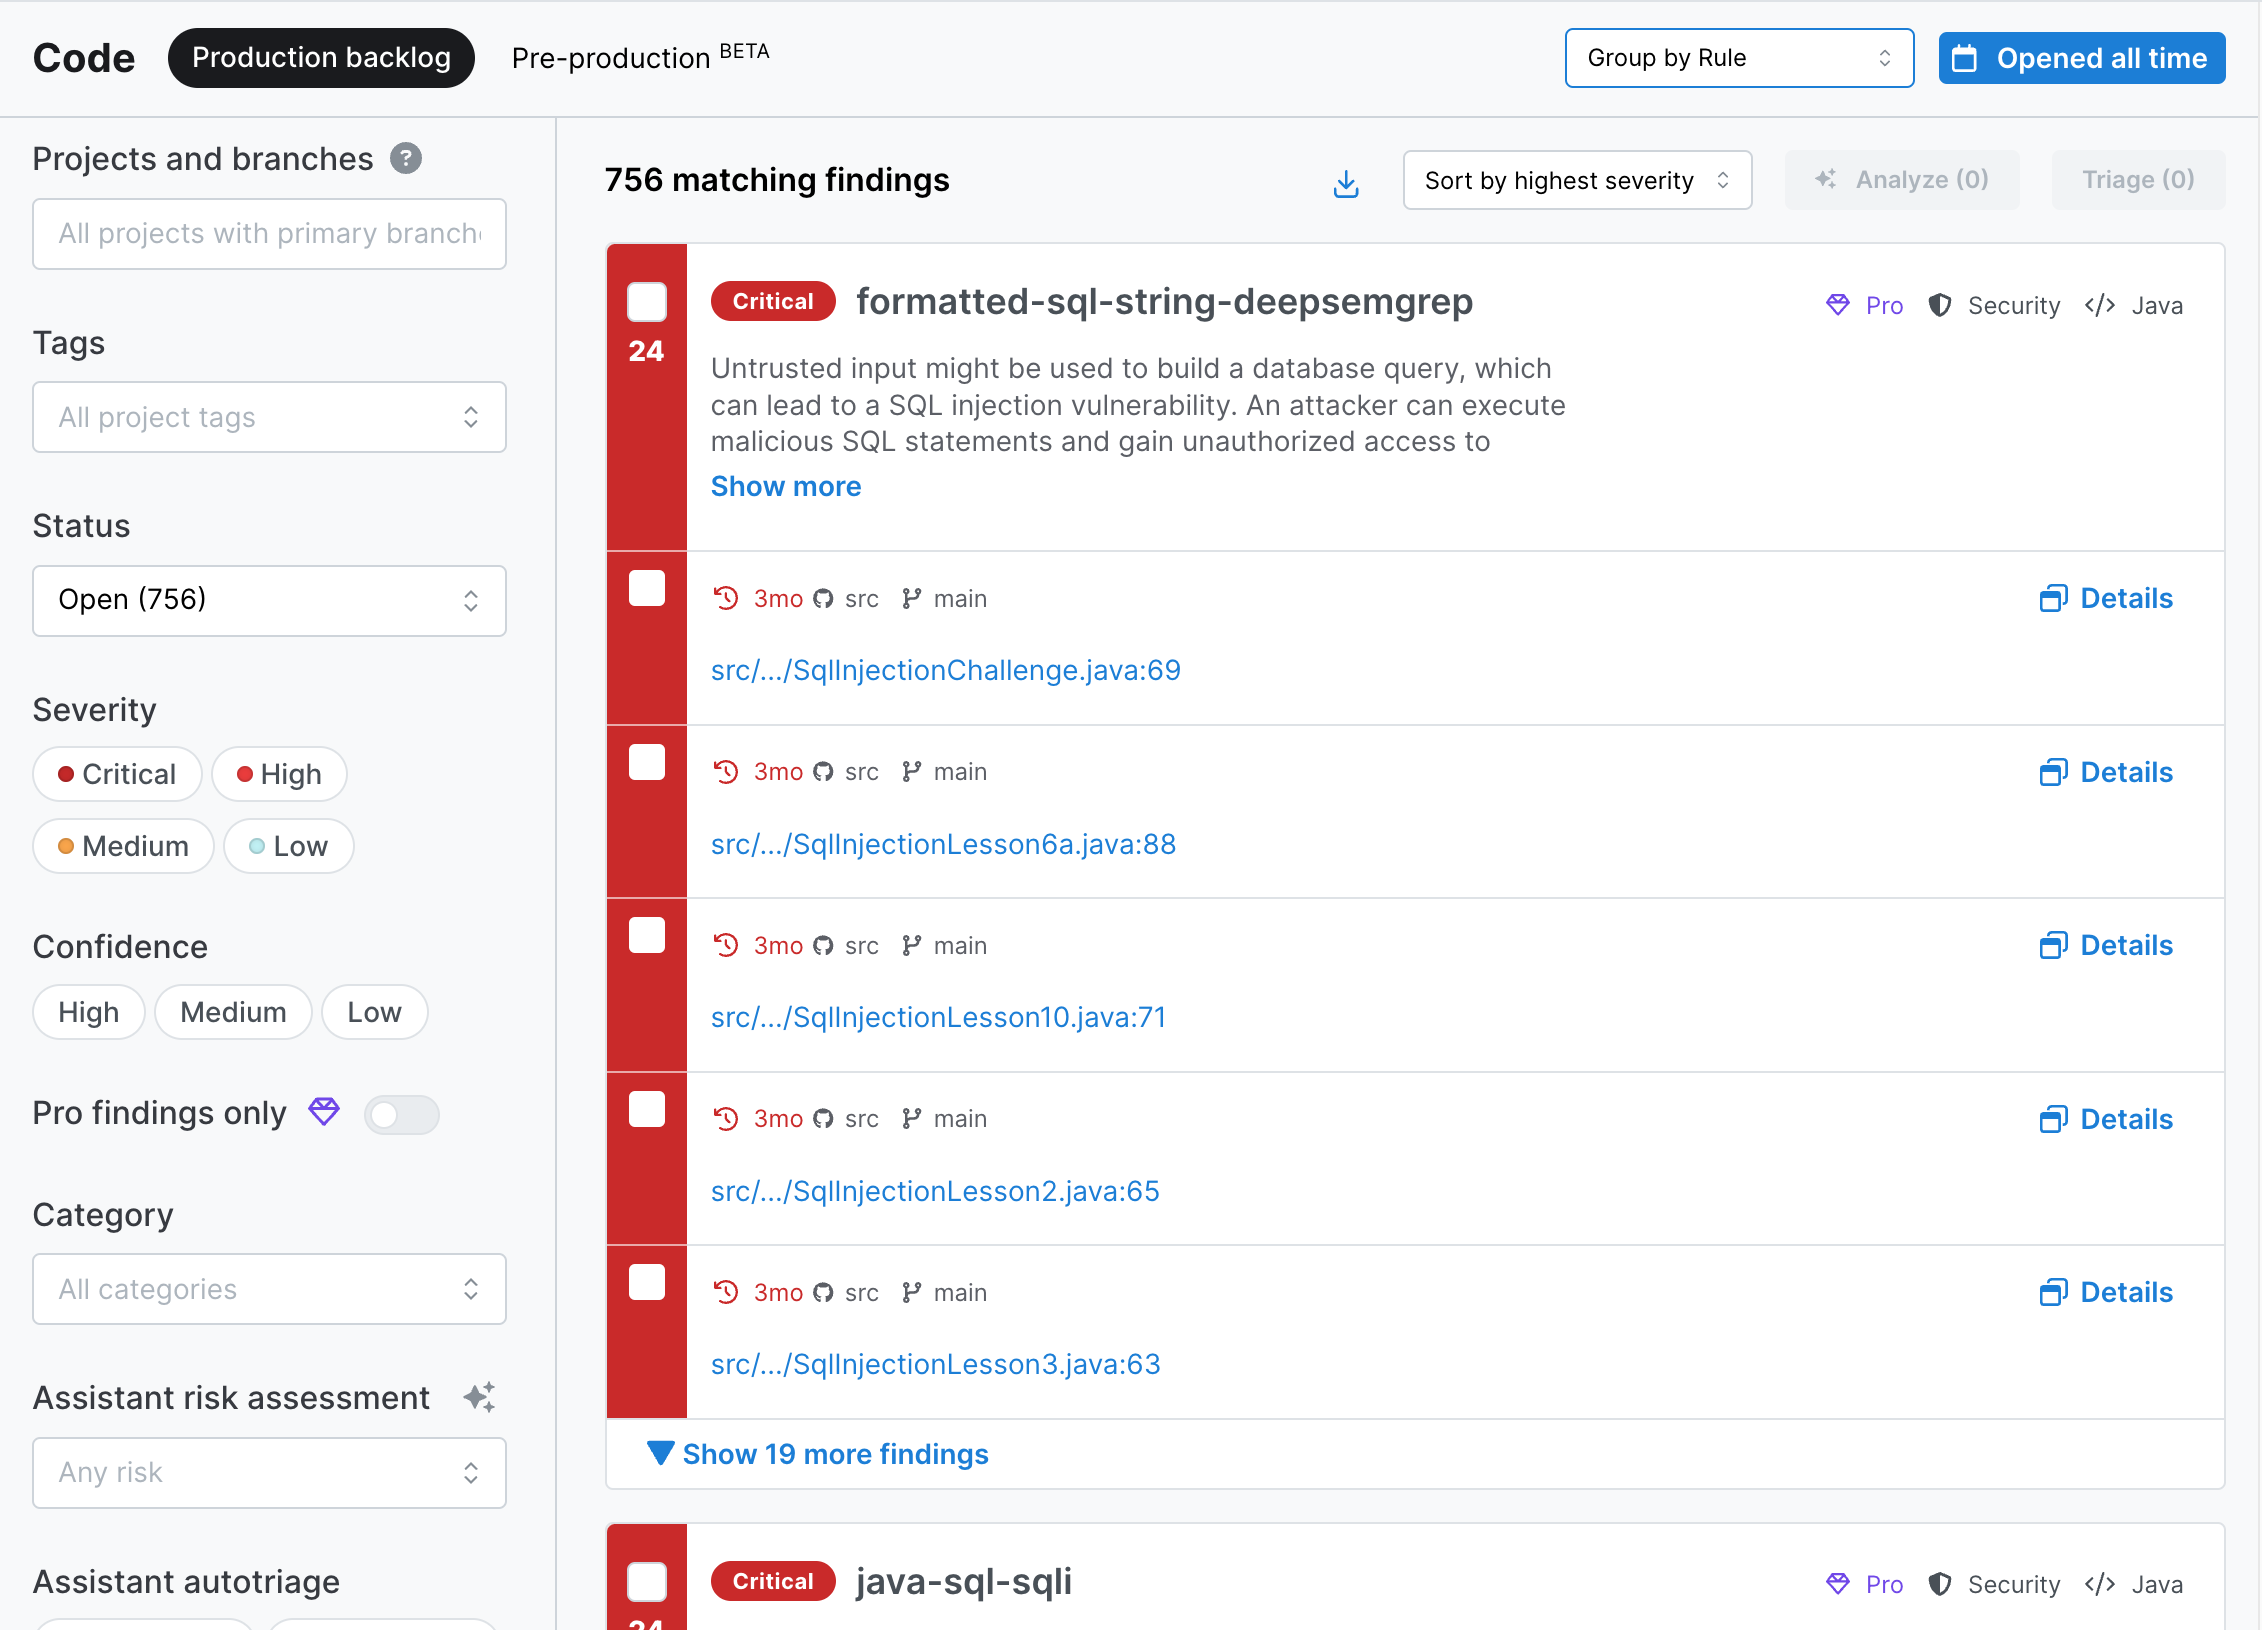 Code
Production backlog
Pre-production BETA
Group by Rule
Opened all time
Projects and branches ?
All projects with primary branch
Tags
All project tags
Status
Open (756)
Severity
Critical
High
Medium
Low
Confidence
High
Medium
Low
Pro findings only
Category
All categories
Assistant risk assessment
Any risk
Assistant autotriage
756 matching findings
Sort by highest severity
Analyze (0)
Triage (0)
24
Critical
formatted-sql-string-deepsemgrep
Pro
Security
</> Java
Untrusted input might be used to build a database query, which
can lead to a SQL injection vulnerability. An attacker can execute
malicious SQL statements and gain unauthorized access to
Show more
3mo src main
Details
src/.../SqlInjectionChallenge.java:69
3mo src main
Details
src/.../SqlInjectionLesson6a.java:88
3mo src main
Details
src/.../SqlInjectionLesson10.java:71
3mo src main
Details
src/.../SqlInjectionLesson2.java:65
3mo src main
Details
src/.../SqlInjectionLesson3.java:63
Show 19 more findings
Critical
java-sql-sqli
Pro
Security
</> Java
24